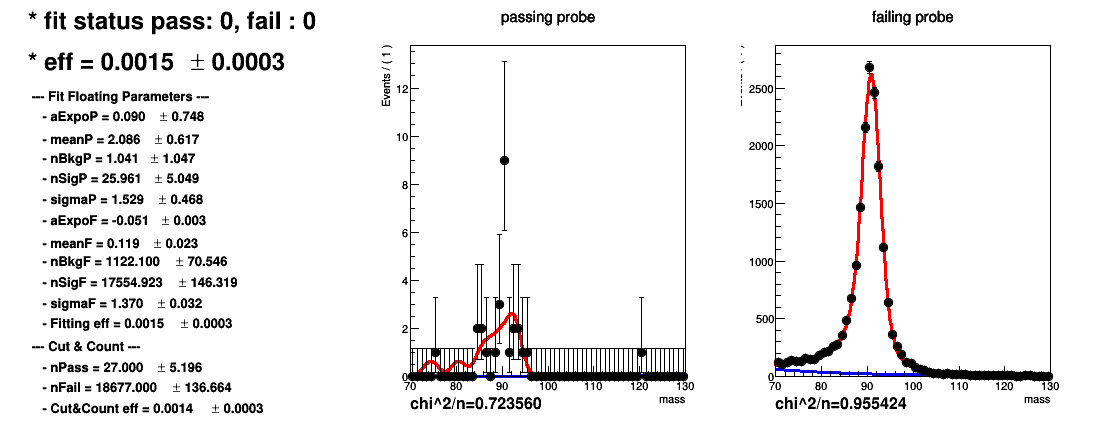 * fit status pass: 0, fail : 0
* eff = 0.0015 ± 0.0003
--- Fit Floating Parameters ---
- aExpoP = 0.090 ± 0.748
- meanP = 2.086 ± 0.617
- nBkgP = 1.041 ± 1.047
- nSigP = 25.961 ± 5.049
- sigmaP = 1.529 ± 0.468
- aExpoF = -0.051 ± 0.003
- meanF = 0.119 ± 0.023
- nBkgF = 1122.100 ± 70.546
- nSigF = 17554.923 ± 146.319
- sigmaF = 1.370 ± 0.032
- Fitting eff = 0.0015 ± 0.0003
--- Cut & Count ---
- nPass = 27.000 ± 5.196
- nFail = 18677.000 ± 136.664
- Cut&Count eff = 0.0014 ± 0.0003
passing probe
Events / ( 1 )
12
10
8
6
4
2
0
70 80 90 100 110 120 130
mass
chi^2/n=0.723560
failing probe
2500
2000
1500
1000
500
0
70 80 90 100 110 120 130
mass
chi^2/n=0.955424